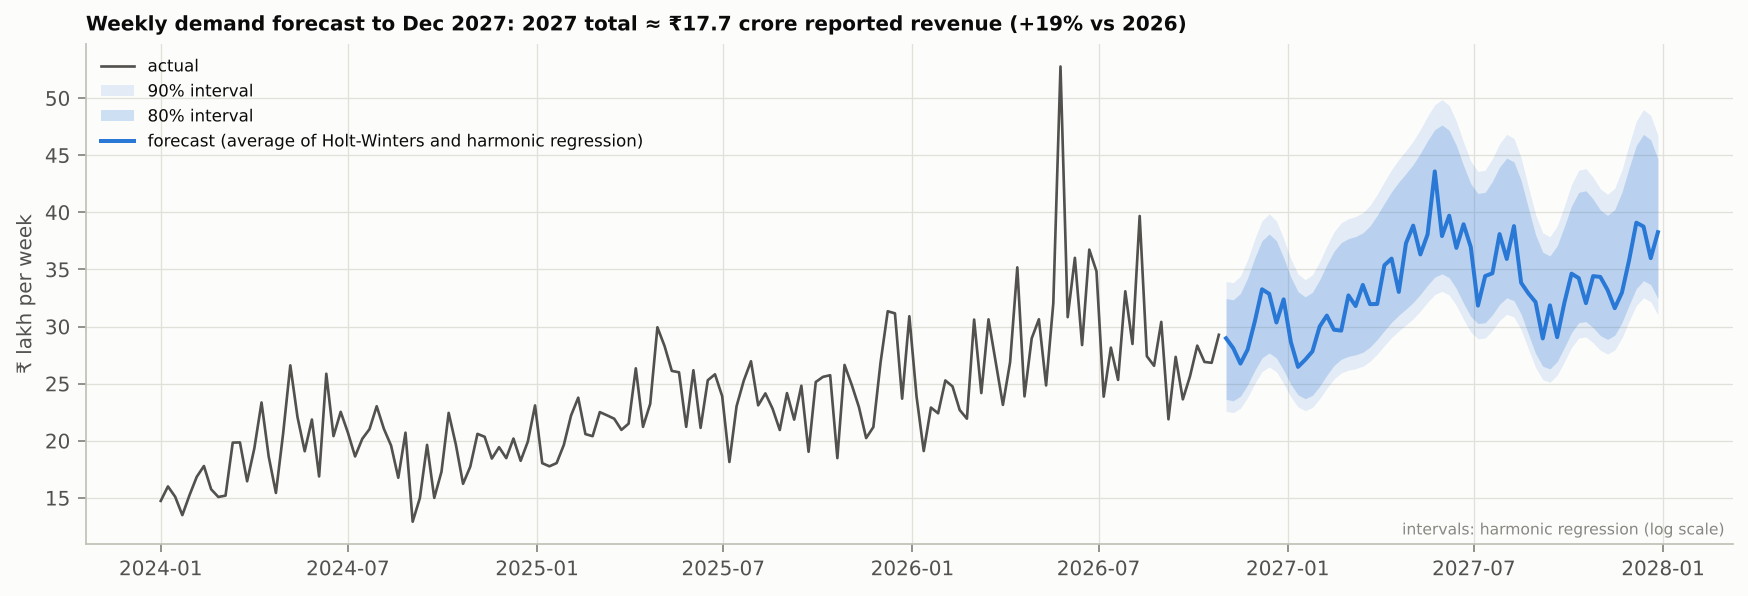 Weekly demand forecast to Dec 2027: 2027 total ≈ ₹17.7 crore reported revenue (+19% vs 2026)
actual
90% interval
80% interval
forecast (average of Holt-Winters and harmonic regression)
₹ lakh per week
50
45
40
35
30
25
20
15
intervals: harmonic regression (log scale)
2024-01 2024-07 2025-01 2025-07 2026-01 2026-07 2027-01 2027-07 2028-01